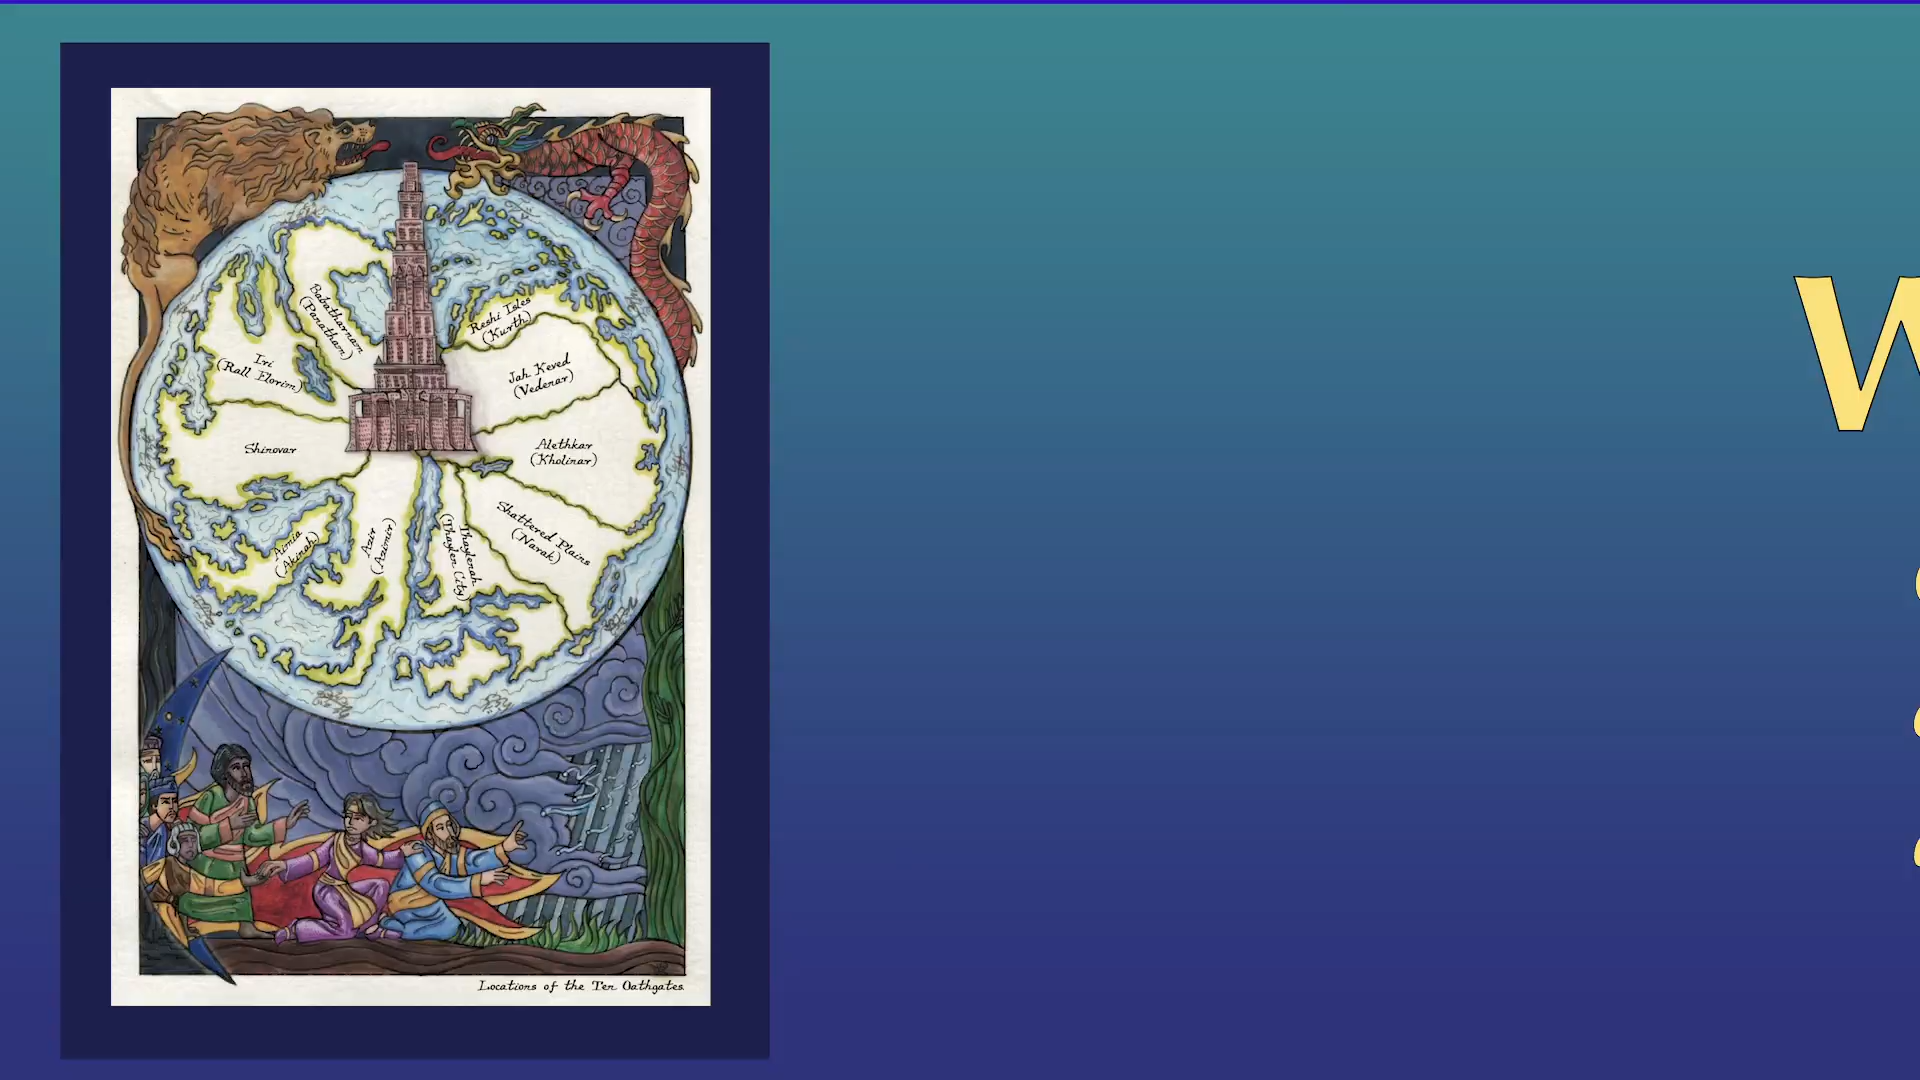 Babatharnam
(Panatham)
Reshi Isles
(Kurth)
Iri
(Rall Elorim)
Jah Keved
(Vedenar)
Shinovar
Alethkar
(Kholinar)
Aimia
(Akinah)
Azir
(Azimir)
Thaylenah
(Thaylen City)
Shattered Plains
(Narak)
Locations of the Ten Oathgates